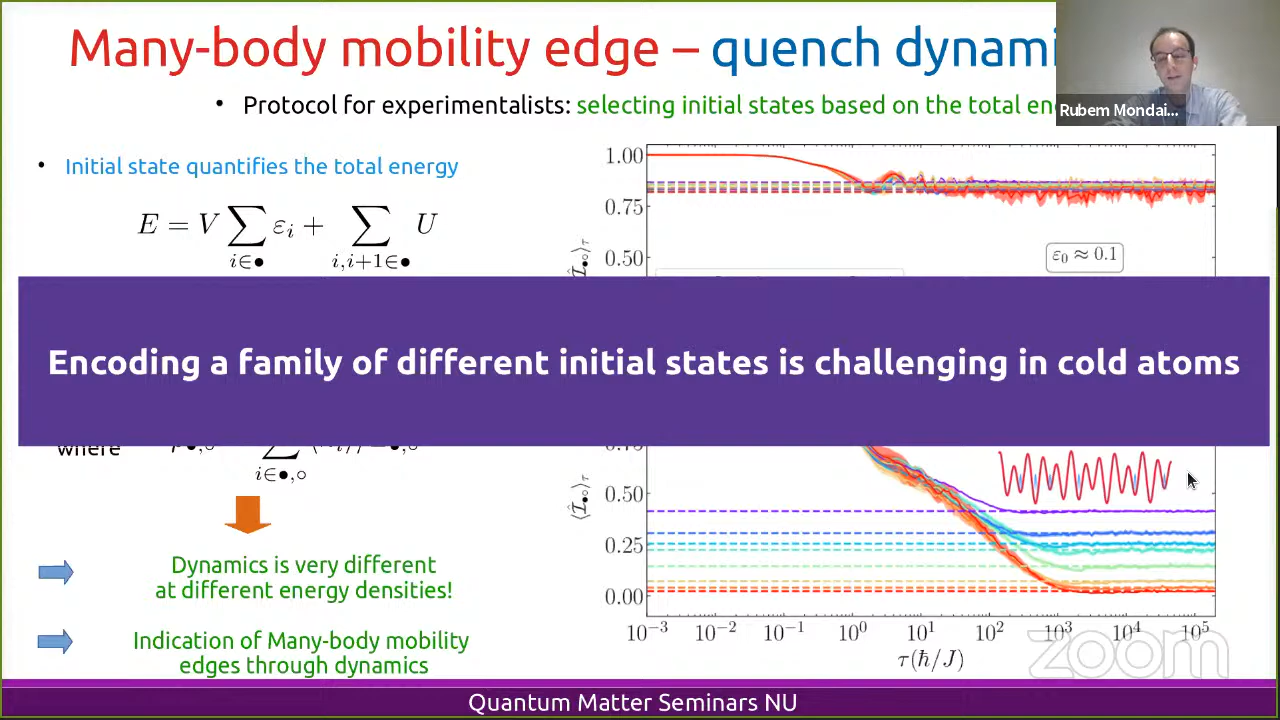 Many-body mobility edge – quench dynami
• Protocol for experimentalists: selecting initial states based on the total en
Rubem Mondai...
• Initial state quantifies the total energy
E = V ∑ εᵢ + ∑ U
i∈● i,i+1∈●
1.00
0.75
0.50
ε₀ ≈ 0.1
Encoding a family of different initial states is challenging in cold atoms
where
i∈●,○
⟨Î●○⟩τ
0.50
0.25
0.00
10⁻³ 10⁻² 10⁻¹ 10⁰ 10¹ 10² 10³ 10⁴ 10⁵
τ(ħ/J)
Dynamics is very different
at different energy densities!
Indication of Many-body mobility
edges through dynamics
zoom
Quantum Matter Seminars NU